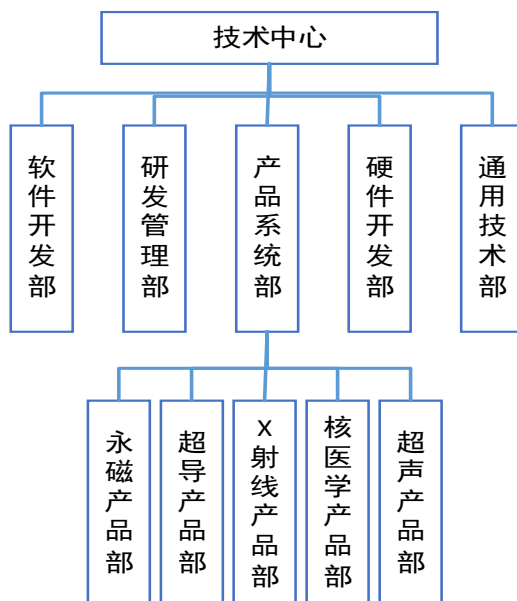 技术中心
软件开发部
研发管理部
产品系统部
硬件开发部
通用技术部
永磁产品部
超导产品部
X射线产品部
核医学产品部
超声产品部